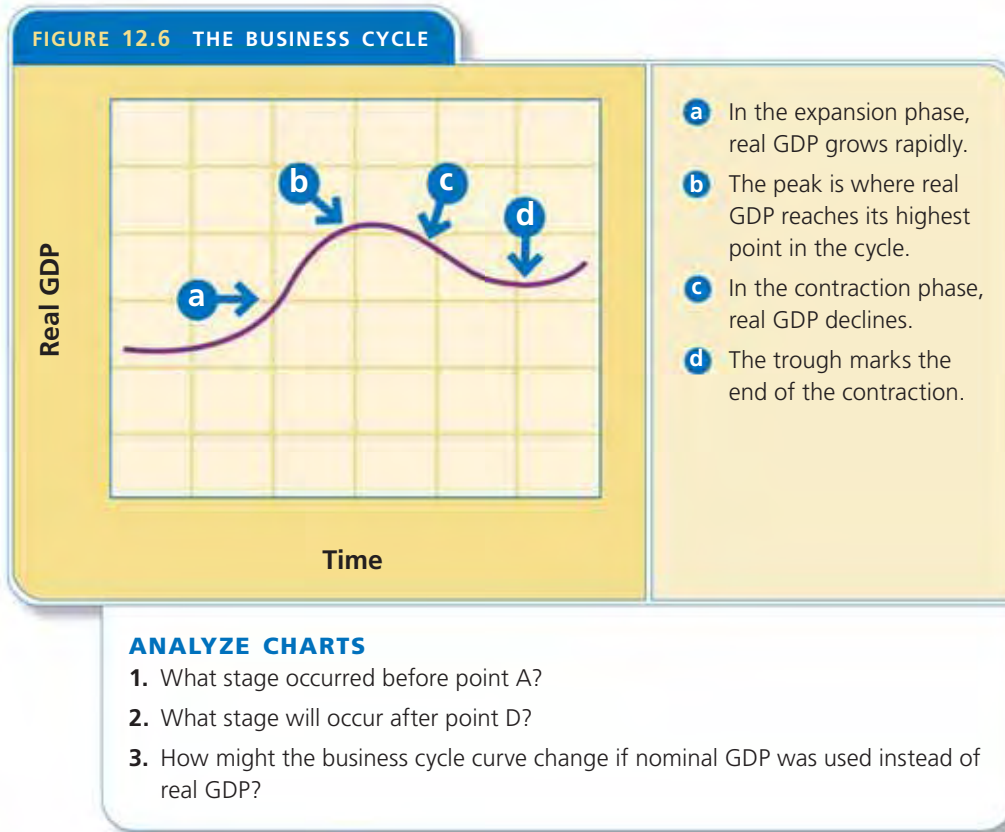 FIGURE 12.6 THE BUSINESS CYCLE
Real GDP
a
b
c
d
Time
a In the expansion phase,
real GDP grows rapidly.
b The peak is where real
GDP reaches its highest
point in the cycle.
c In the contraction phase,
real GDP declines.
d The trough marks the
end of the contraction.
ANALYZE CHARTS
1. What stage occurred before point A?
2. What stage will occur after point D?
3. How might the business cycle curve change if nominal GDP was used instead of
real GDP?